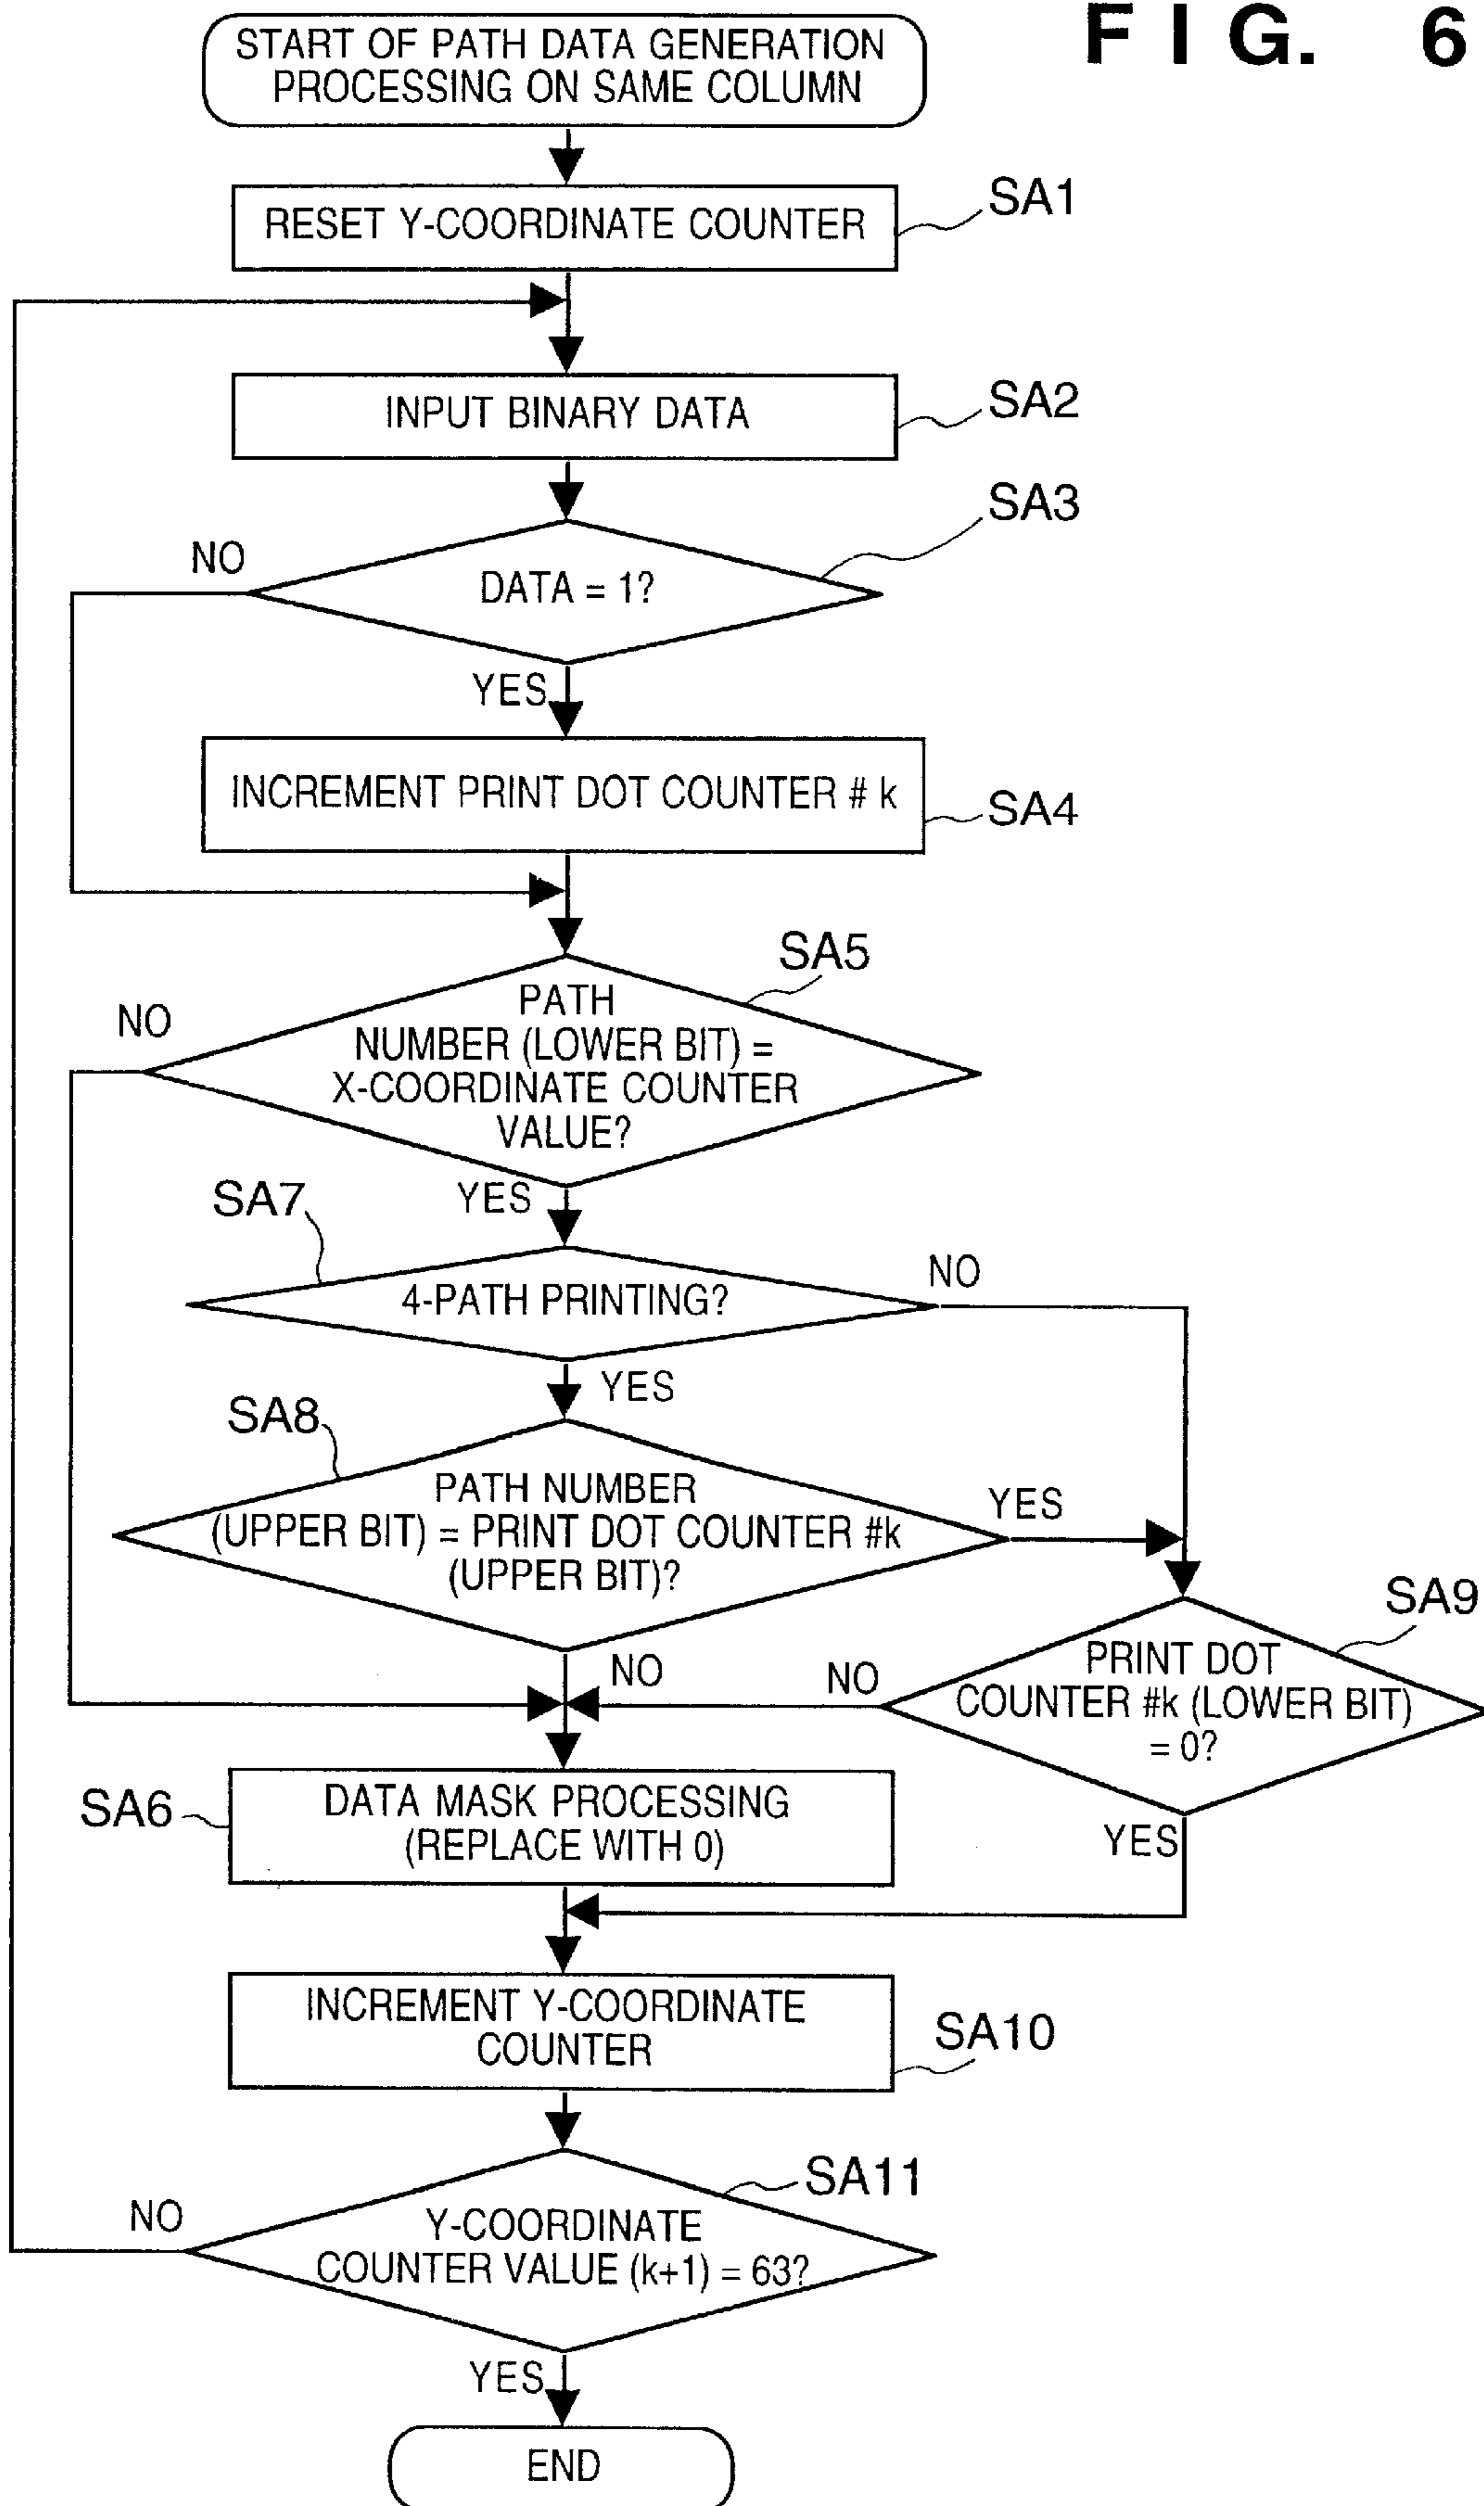 FIG. 6
START OF PATH DATA GENERATION
PROCESSING ON SAME COLUMN
RESET Y-COORDINATE COUNTER
SA1
INPUT BINARY DATA
SA2
SA3
NO
DATA = 1?
YES
INCREMENT PRINT DOT COUNTER # k
SA4
SA5
NO
PATH
NUMBER (LOWER BIT) =
X-COORDINATE COUNTER
VALUE?
YES
SA7
NO
4-PATH PRINTING?
YES
SA8
PATH NUMBER
(UPPER BIT) = PRINT DOT COUNTER #k
(UPPER BIT)?
YES
NO
SA9
NO
PRINT DOT
COUNTER #k (LOWER BIT)
= 0?
YES
SA6
DATA MASK PROCESSING
(REPLACE WITH 0)
INCREMENT Y-COORDINATE
COUNTER
SA10
SA11
NO
Y-COORDINATE
COUNTER VALUE (k+1) = 63?
YES
END